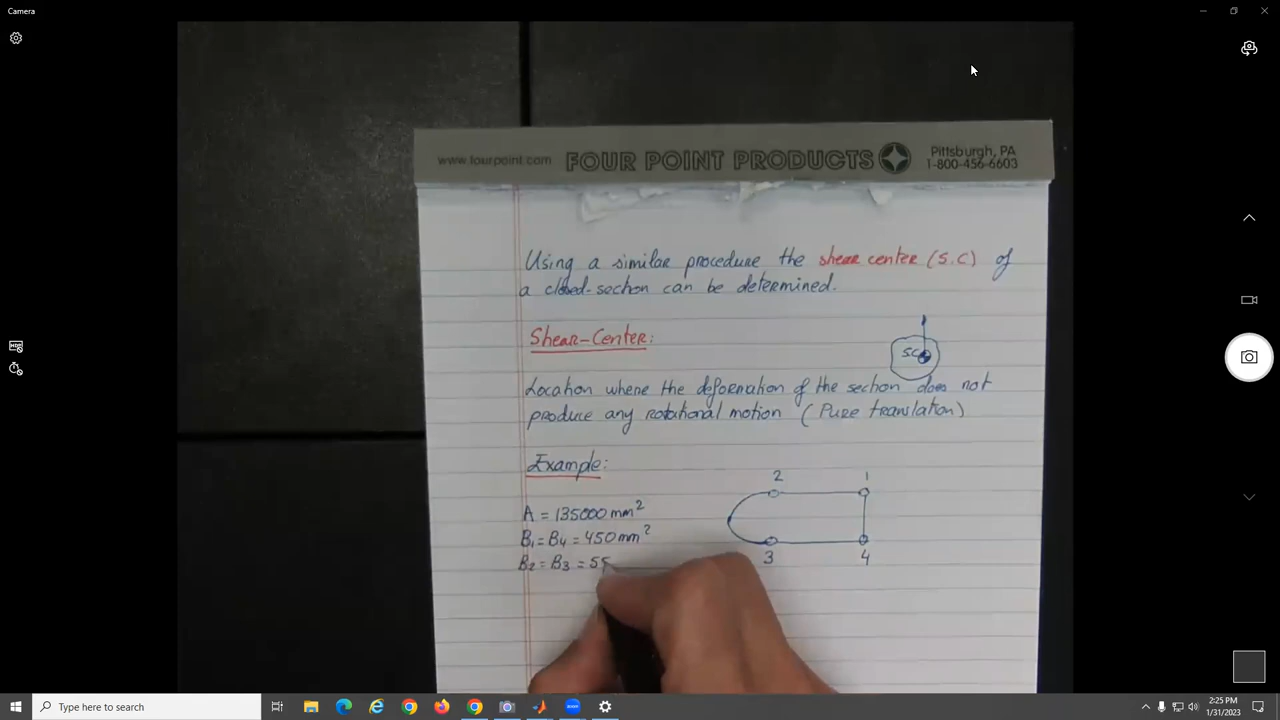 Camera
www.fourpoint.com FOUR POINT PRODUCTS Pittsburgh, PA
1-800-456-6603
Using a similar procedure the shear center (S.C) of
a closed-section can be determined.
Shear-Center:
S.C
Location where the deformation of the section does not
produce any rotational motion (Pure translation)
Example:
2 1
A = 135000 mm²
B₁ = B₄ = 450mm²
B₂ = B₃ = 55
3 4
Type here to search
2:25 PM
1/31/2023